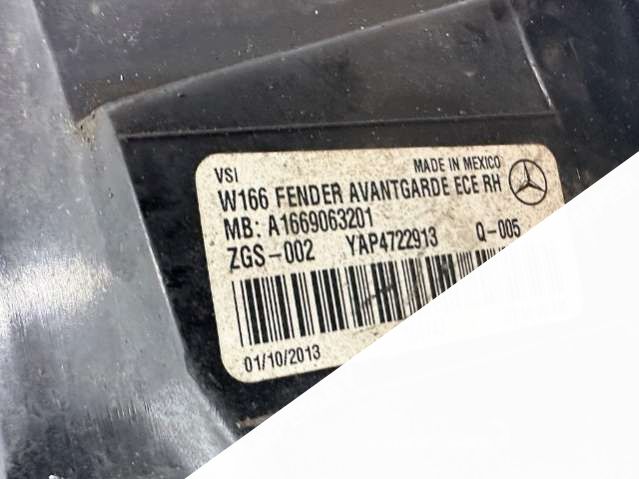 VSI MADE IN MEXICO
W166 FENDER AVANTGARDE ECE RH
MB: A1669063201
ZGS-002 YAP4722913 Q-005
01/10/2013